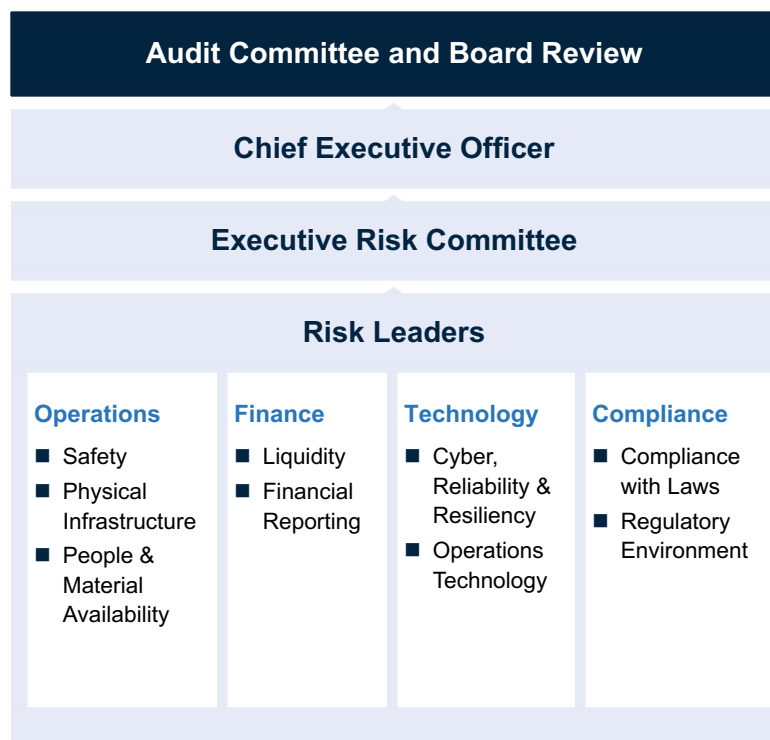 Audit Committee and Board Review
Chief Executive Officer
Executive Risk Committee
Risk Leaders
Operations
■ Safety
■ Physical
Infrastructure
■ People &
Material
Availability
Finance
■ Liquidity
■ Financial
Reporting
Technology
■ Cyber,
Reliability &
Resiliency
■ Operations
Technology
Compliance
■ Compliance
with Laws
■ Regulatory
Environment